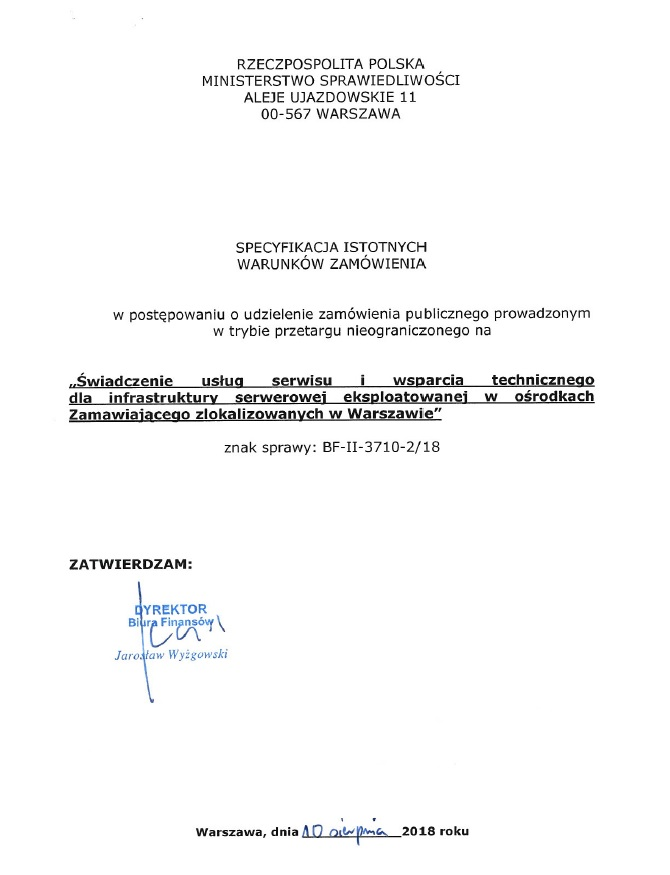 RZECZPOSPOLITA POLSKA
MINISTERSTWO SPRAWIEDLIWOŚCI
ALEJE UJAZDOWSKIE 11
00-567 WARSZAWA
SPECYFIKACJA ISTOTNYCH
WARUNKÓW ZAMÓWIENIA
w postępowaniu o udzielenie zamówienia publicznego prowadzonym
w trybie przetargu nieograniczonego na
„Świadczenie usług serwisu i wsparcia technicznego
dla infrastruktury serwerowej eksploatowanej w ośrodkach
Zamawiającego zlokalizowanych w Warszawie"
znak sprawy: BF-II-3710-2/18
ZATWIERDZAM:
DYREKTOR
Biura Finansów
Jarosław Wyżgowski
Warszawa, dnia 10 sierpnia 2018 roku